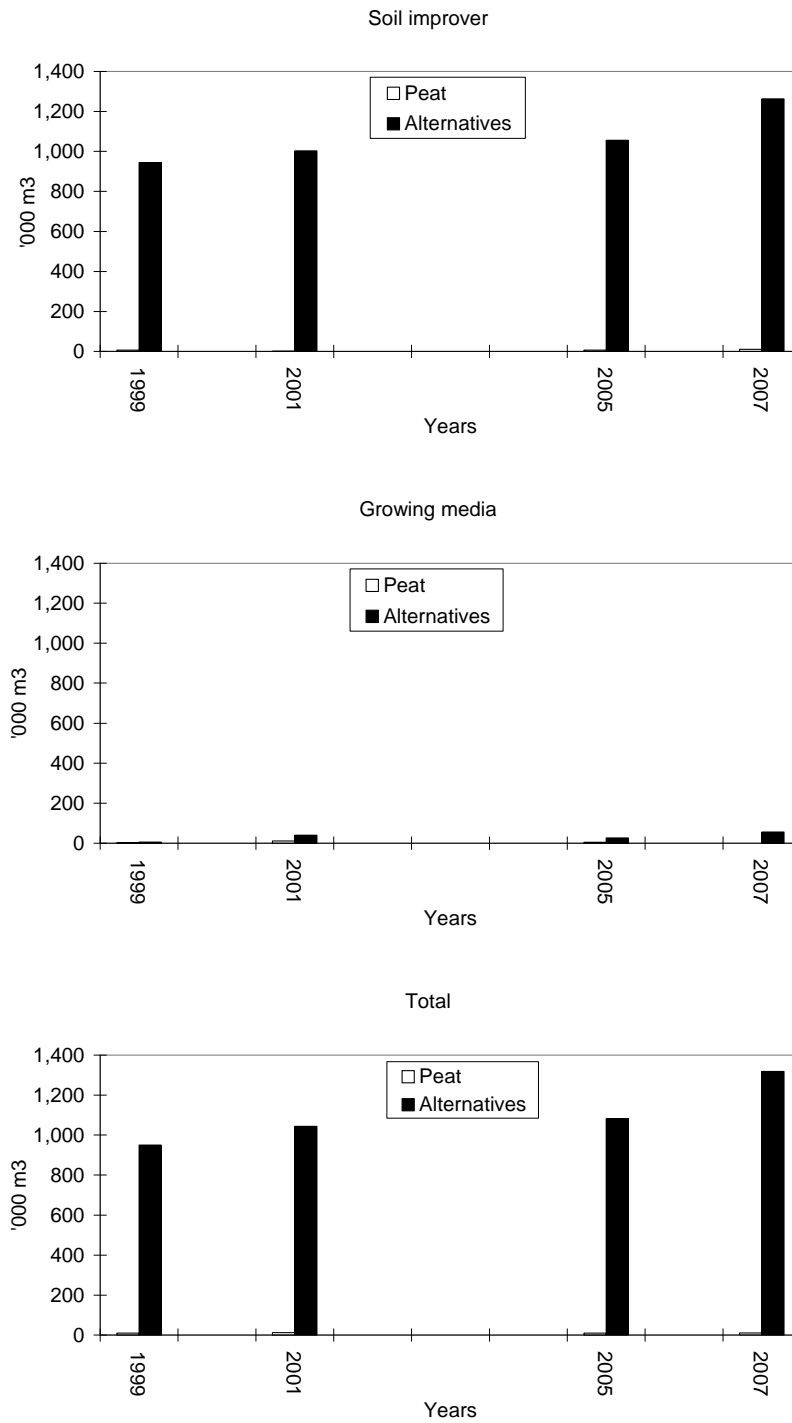 Soil improver
1,400
1,200
1,000
800
600
400
200
0
'000 m3
Peat
Alternatives
1999
2001
2005
2007
Years
Growing media
1,400
1,200
1,000
800
600
400
200
0
'000 m3
Peat
Alternatives
1999
2001
2005
2007
Years
Total
1,400
1,200
1,000
800
600
400
200
0
'000 m3
Peat
Alternatives
1999
2001
2005
2007
Years